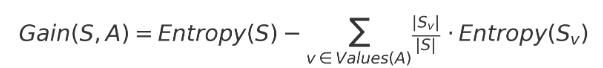 Gain(S, A) = Entropy(S) − ∑_{v ∈ Values(A)} |S_v|/|S| · Entropy(S_v)